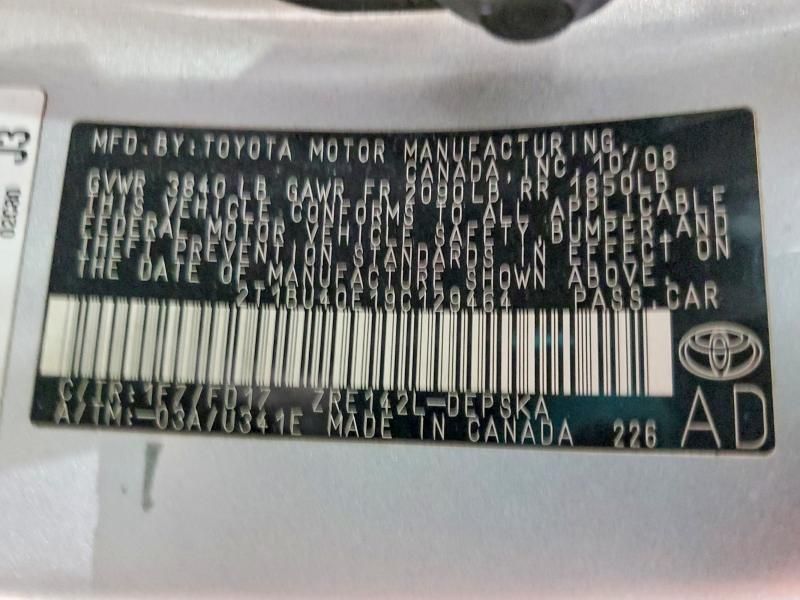 MFD.BY:TOYOTA MOTOR MANUFACTURING,
CANADA, INC. 10/08
GVWR 3840 LB GAWR FR 2090LB, RR 1850LB
THIS VEHICLE CONFORMS TO ALL APPLICABLE
FEDERAL MOTOR VEHICLE SAFETY, BUMPER, AND
THEFT PREVENTION STANDARDS IN EFFECT ON
THE DATE OF MANUFACTURE SHOWN ABOVE.
2T1BU40E19C129464 PASS.CAR
C/TR:1F7/FD17 ZRE142L-DEPSKA
A/TM:-03A/U341E MADE IN CANADA 226
AD
J3